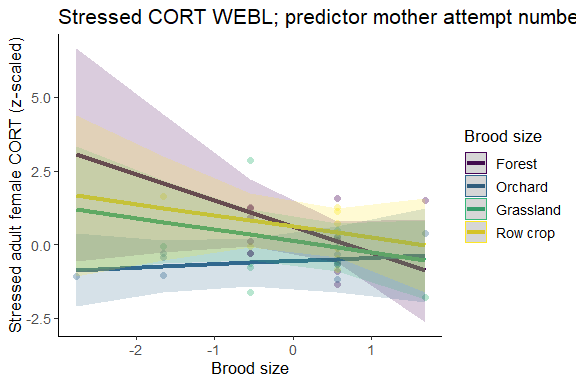 Stressed CORT WEBL; predictor mother attempt numbe
Stressed adult female CORT (z-scaled)
5.0
2.5
0.0
-2.5
-2
-1
0
1
Brood size
Brood size
Forest
Orchard
Grassland
Row crop